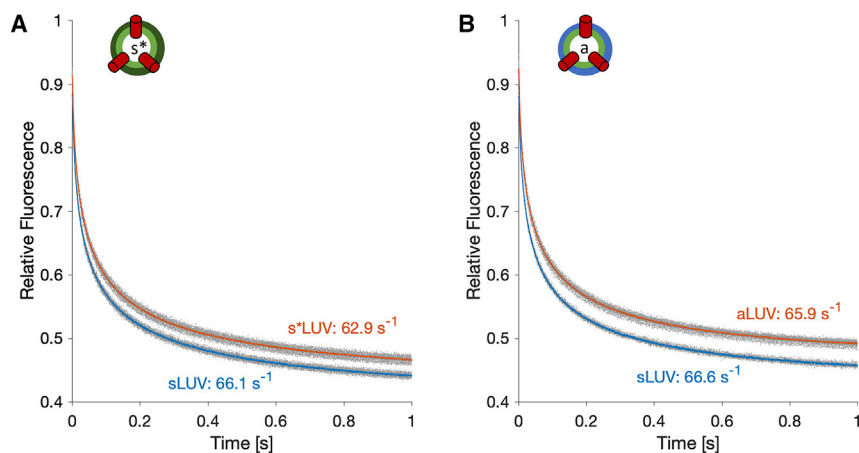 A
s*
1
0.9
0.8
0.7
0.6
0.5
0.4
Relative Fluorescence
s*LUV: 62.9 s⁻¹
sLUV: 66.1 s⁻¹
0
0.2
0.4
0.6
0.8
1
Time [s]
B
a
1
0.9
0.8
0.7
0.6
0.5
0.4
Relative Fluorescence
aLUV: 65.9 s⁻¹
sLUV: 66.6 s⁻¹
0
0.2
0.4
0.6
0.8
1
Time [s]